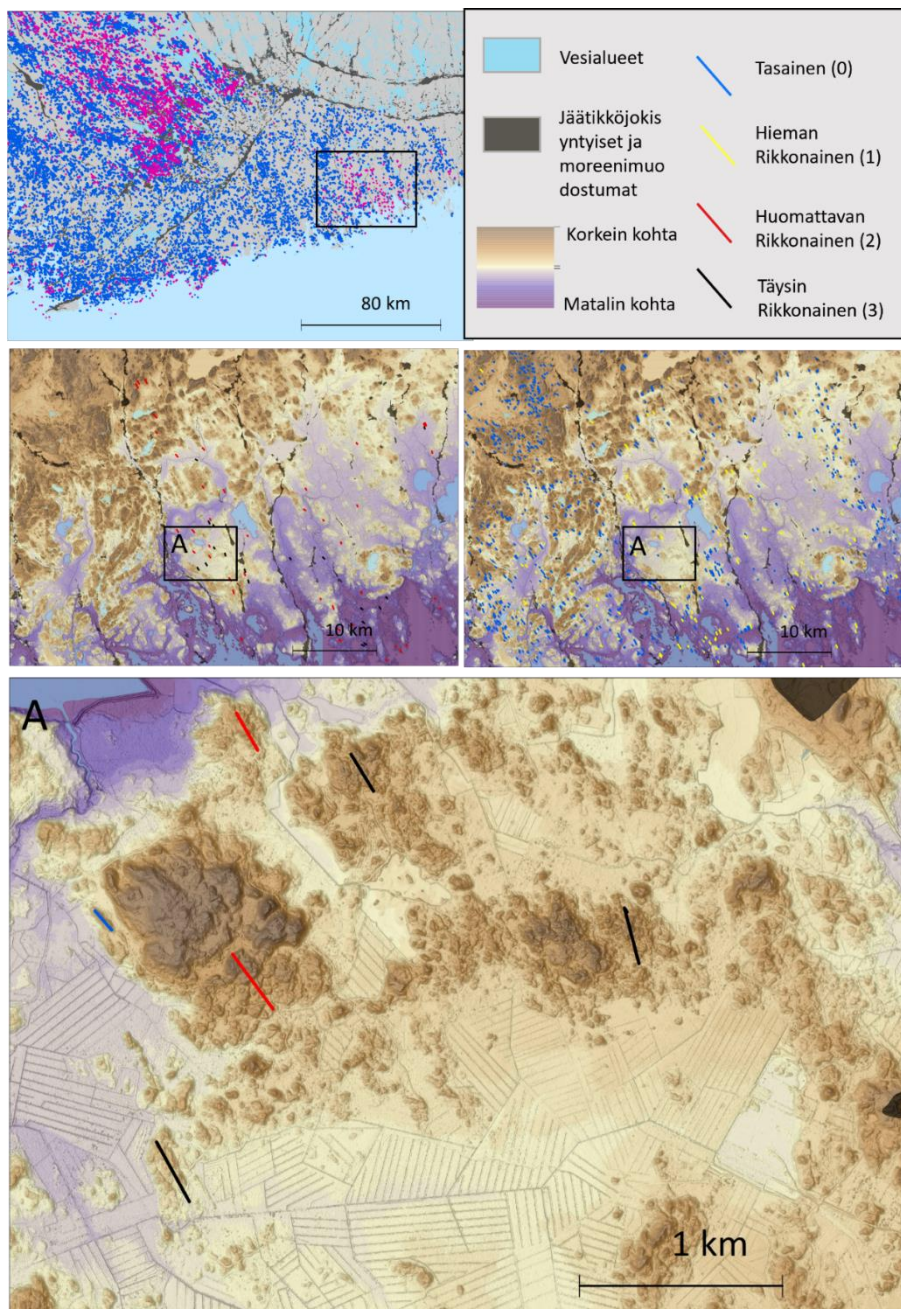 80 km
Vesialueet
Jäätikköjokis
yntyiset ja
moreenimuo
dostumat
Korkein kohta
Matalin kohta
Tasainen (0)
Hieman
Rikkonainen (1)
Huomattavan
Rikkonainen (2)
Täysin
Rikkonainen (3)
A
10 km
A
10 km
A
1 km